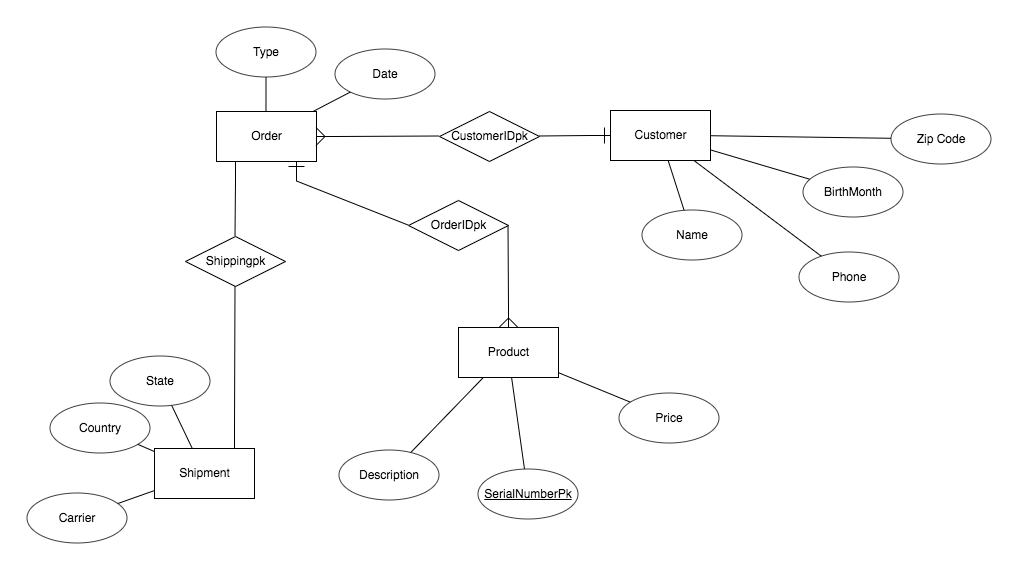 Type
Date
Order
CustomerIDpk
Customer
Zip Code
BirthMonth
OrderIDpk
Name
Shippingpk
Phone
Product
State
Price
Country
Shipment
Description
SerialNumberPk
Carrier